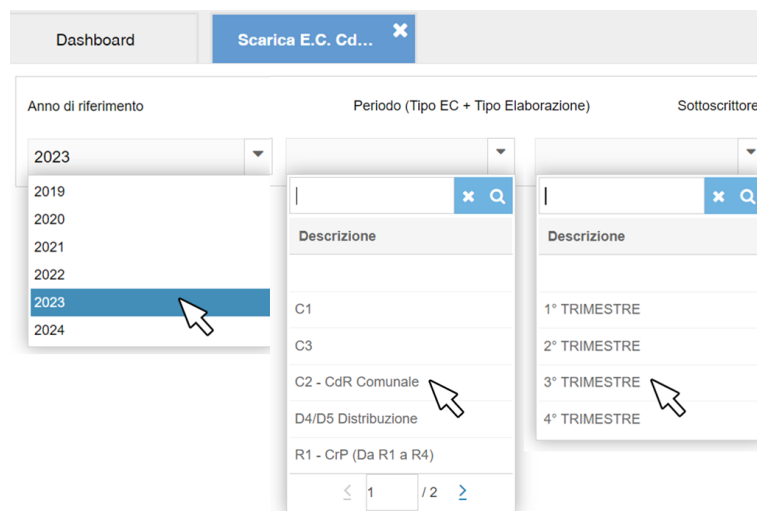 Dashboard
Scarica E.C. Cd...
Anno di riferimento
Periodo (Tipo EC + Tipo Elaborazione)
Sottoscrittore
2023
2019
2020
2021
2022
2023
2024
Descrizione
C1
C3
C2 - CdR Comunale
D4/D5 Distribuzione
R1 - CrP (Da R1 a R4)
1 / 2
Descrizione
1° TRIMESTRE
2° TRIMESTRE
3° TRIMESTRE
4° TRIMESTRE